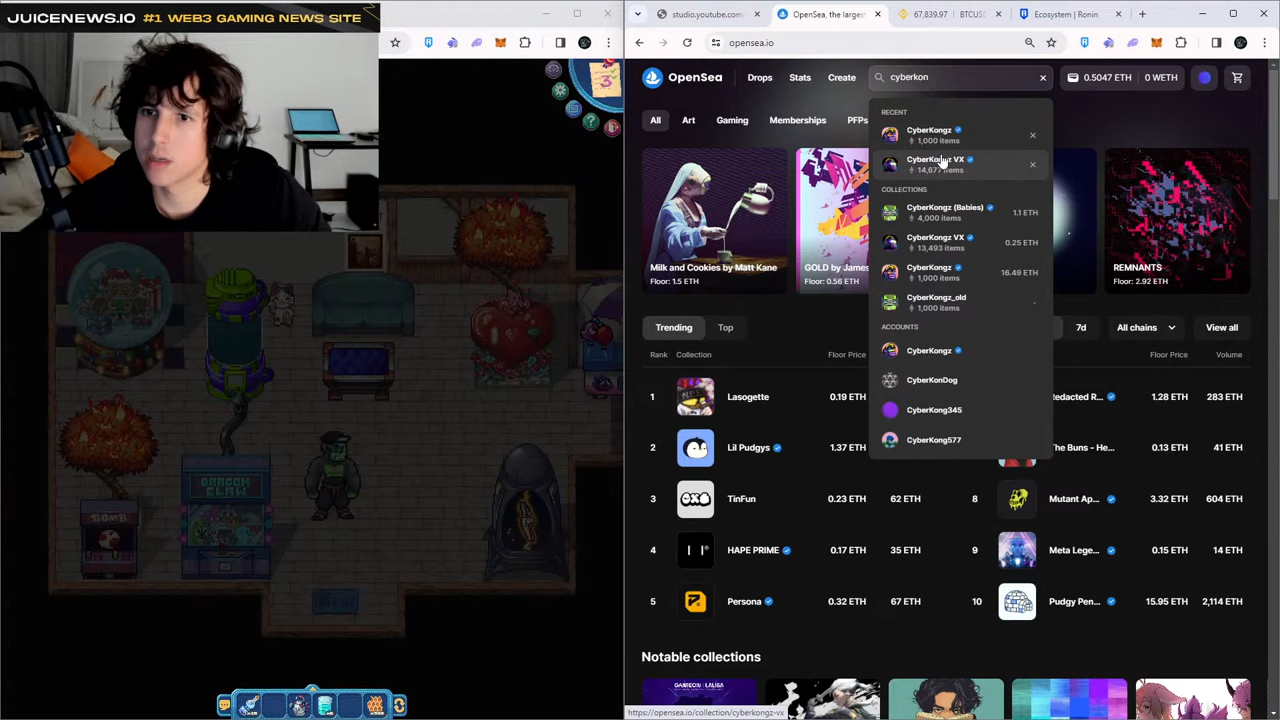 JUICENEWS.IO #1 WEB3 GAMING NEWS SITE
studio.youtube.com
OpenSea, the larges
Ecosystem | Ronin
opensea.io
OpenSea
Drops
Stats
Create
cyberkon
0.5047 ETH
0 WETH
All
Art
Gaming
Memberships
PFPs
RECENT
CyberKongz
1,000 items
CyberKongz VX
14,677 items
COLLECTIONS
CyberKongz (Babies)
4,000 items
1.1 ETH
CyberKongz VX
13,493 items
0.25 ETH
CyberKongz
1,000 items
16.49 ETH
CyberKongz_old
1,000 items
-
ACCOUNTS
CyberKongz
CyberKonDog
CyberKong345
CyberKong577
Milk and Cookies by Matt Kane
Floor: 1.5 ETH
GOLD by James
Floor: 0.56 ETH
REMNANTS
Floor: 2.92 ETH
Trending
Top
7d
All chains
View all
Rank
Collection
Floor Price
Floor Price
Volume
1
Lasogette
0.19 ETH
edacted R...
1.28 ETH
283 ETH
2
Lil Pudgys
1.37 ETH
The Buns - He...
0.13 ETH
41 ETH
3
TinFun
0.23 ETH
62 ETH
8
Mutant Ap...
3.32 ETH
604 ETH
4
HAPE PRIME
0.17 ETH
35 ETH
9
Meta Lege...
0.15 ETH
14 ETH
5
Persona
0.32 ETH
67 ETH
10
Pudgy Pen...
15.95 ETH
2,114 ETH
Notable collections
GAMEON LALIGA
https://opensea.io/collection/cyberkongz-vx
3
DRAGON
CLAW
BOMB